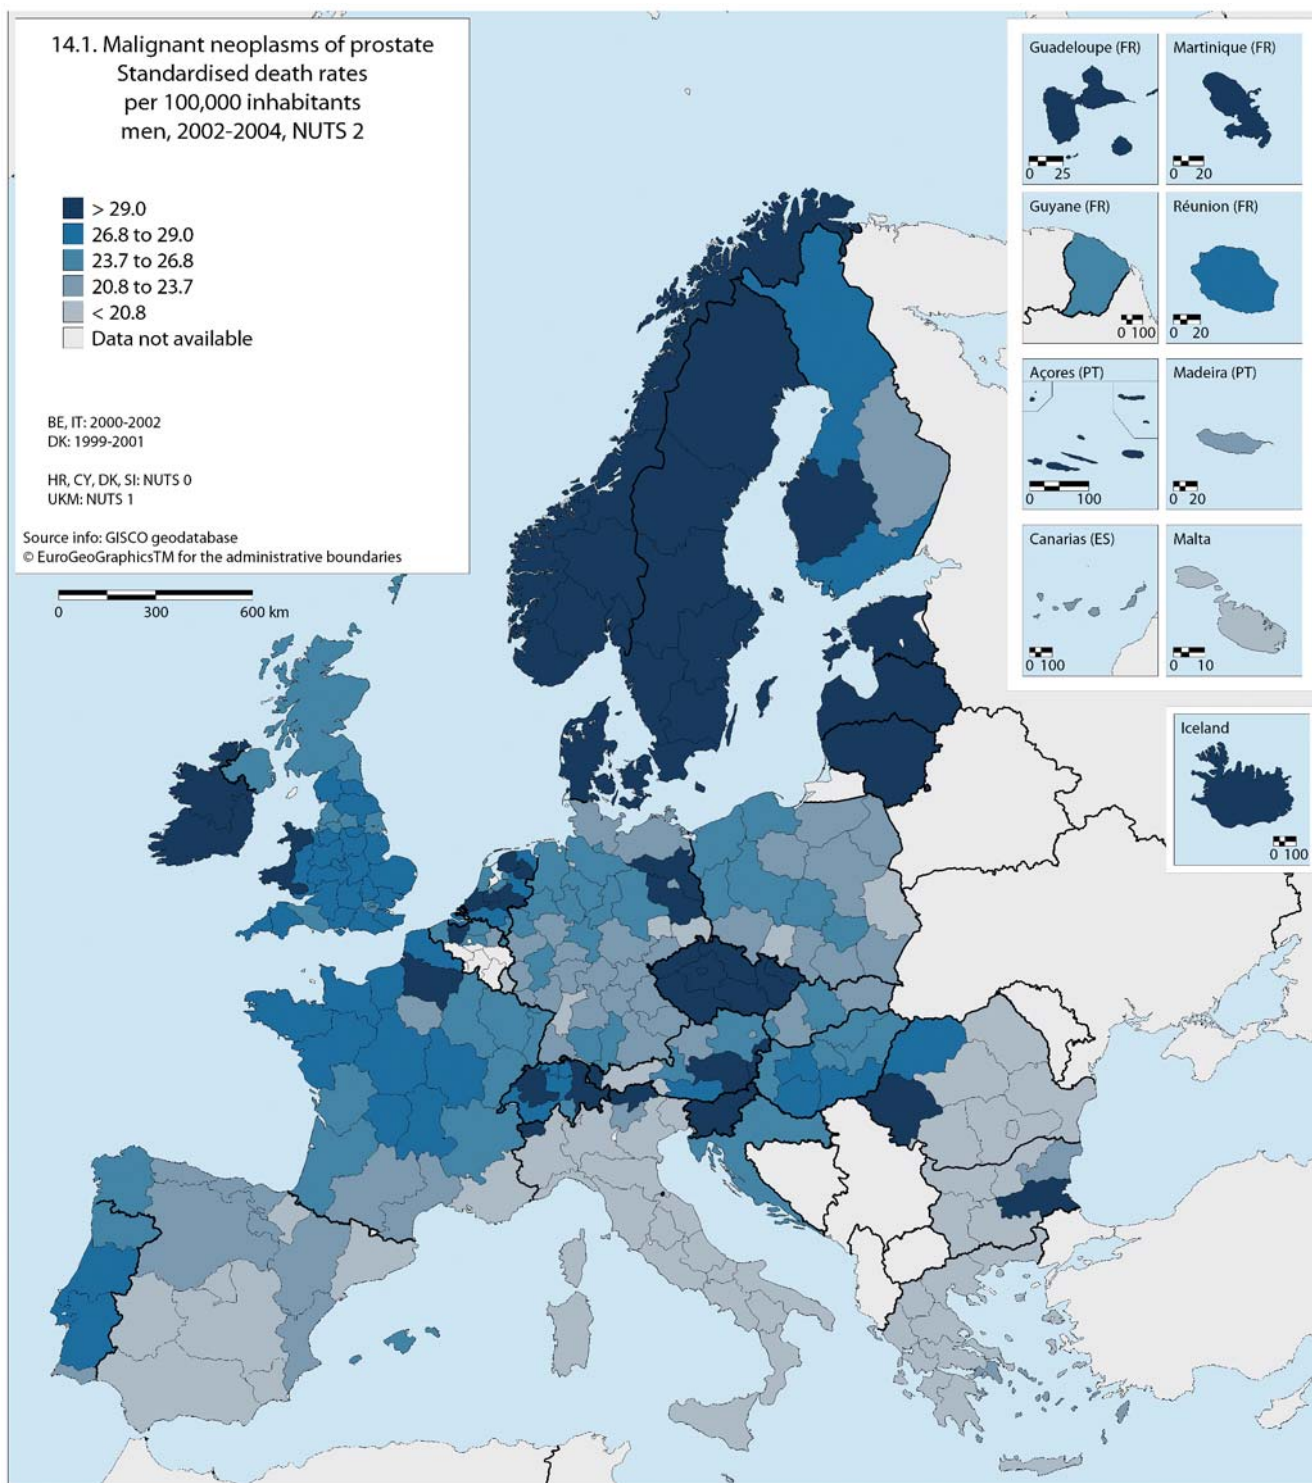 14.1. Malignant neoplasms of prostate
Standardised death rates
per 100,000 inhabitants
men, 2002-2004, NUTS 2
> 29.0
26.8 to 29.0
23.7 to 26.8
20.8 to 23.7
< 20.8
Data not available
BE, IT: 2000-2002
DK: 1999-2001
HR, CY, DK, SI: NUTS 0
UKM: NUTS 1
Source info: GISCO geodatabase
© EuroGeoGraphicsTM for the administrative boundaries
0 300 600 km
Guadeloupe (FR)
0 25
Martinique (FR)
0 20
Guyane (FR)
0 100
Réunion (FR)
0 20
Açores (PT)
0 100
Madeira (PT)
0 20
Canarias (ES)
0 100
Malta
0 10
Iceland
0 100